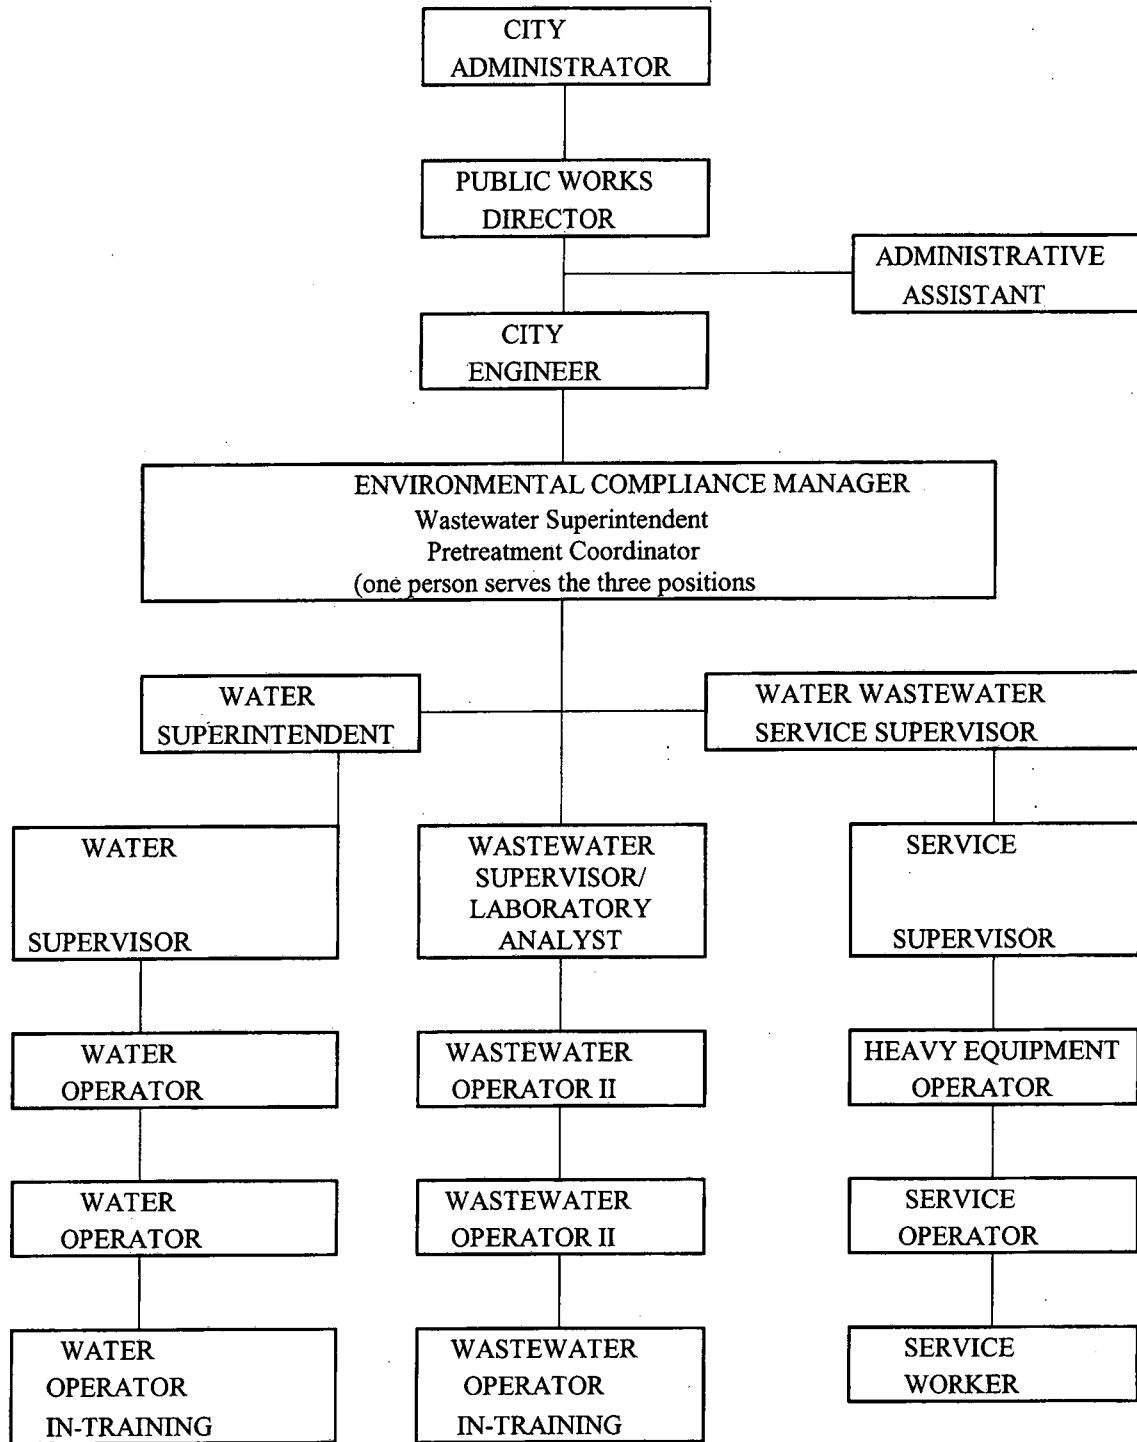 CITY
ADMINISTRATOR
PUBLIC WORKS
DIRECTOR
ADMINISTRATIVE
ASSISTANT
CITY
ENGINEER
ENVIRONMENTAL COMPLIANCE MANAGER
Wastewater Superintendent
Pretreatment Coordinator
(one person serves the three positions
WATER
SUPERINTENDENT
WATER WASTEWATER
SERVICE SUPERVISOR
WATER
SUPERVISOR
WASTEWATER
SUPERVISOR/
LABORATORY
ANALYST
SERVICE
SUPERVISOR
WATER
OPERATOR
WASTEWATER
OPERATOR II
HEAVY EQUIPMENT
OPERATOR
WATER
OPERATOR
WASTEWATER
OPERATOR II
SERVICE
OPERATOR
WATER
OPERATOR
IN-TRAINING
WASTEWATER
OPERATOR
IN-TRAINING
SERVICE
WORKER